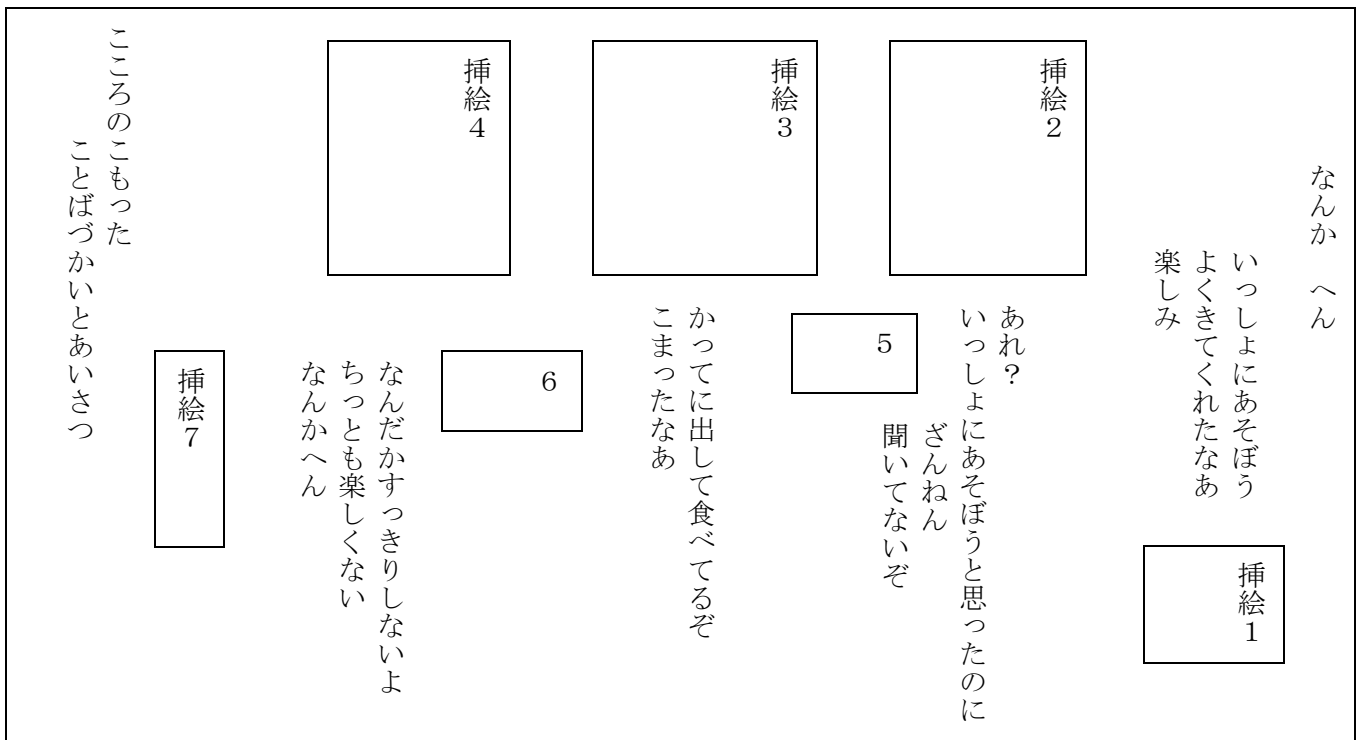 なんか へん
いっしょにあそぼう
よくきてくれたなあ
楽しみ
挿絵1
挿絵2
あれ?
いっしょにあそぼうと思ったのに
ざんねん
聞いてないぞ
挿絵3
5
かってに出して食べてるぞ
こまったなあ
挿絵4
6
なんだかすっきりしないよ
ちっとも楽しくない
なんかへん
挿絵7
こころのこもった
ことばづかいとあいさつ